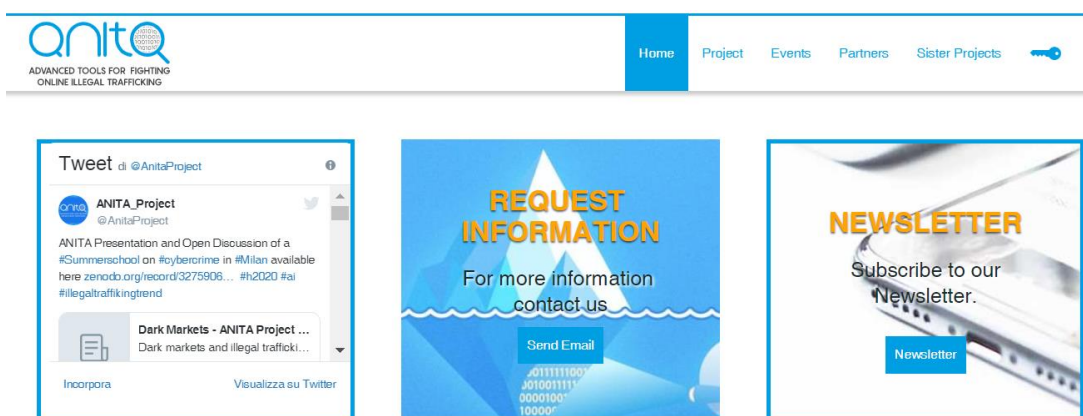 anita
ADVANCED TOOLS FOR FIGHTING
ONLINE ILLEGAL TRAFFICKING
Home Project Events Partners Sister Projects
Tweet di @AnitaProject
ANITA_Project
@AnitaProject
ANITA Presentation and Open Discussion of a
#Summerschool on #cybercrime in #Milan available
here zenodo.org/record/3275906… #h2020 #ai
#illegaltraffikingtrend
Dark Markets - ANITA Project ...
Dark markets and illegal trafficki...
Incorpora Visualizza su Twitter
REQUEST
INFORMATION
For more information
contact us
Send Email
NEWSLETTER
Subscribe to our
Newsletter.
Newsletter